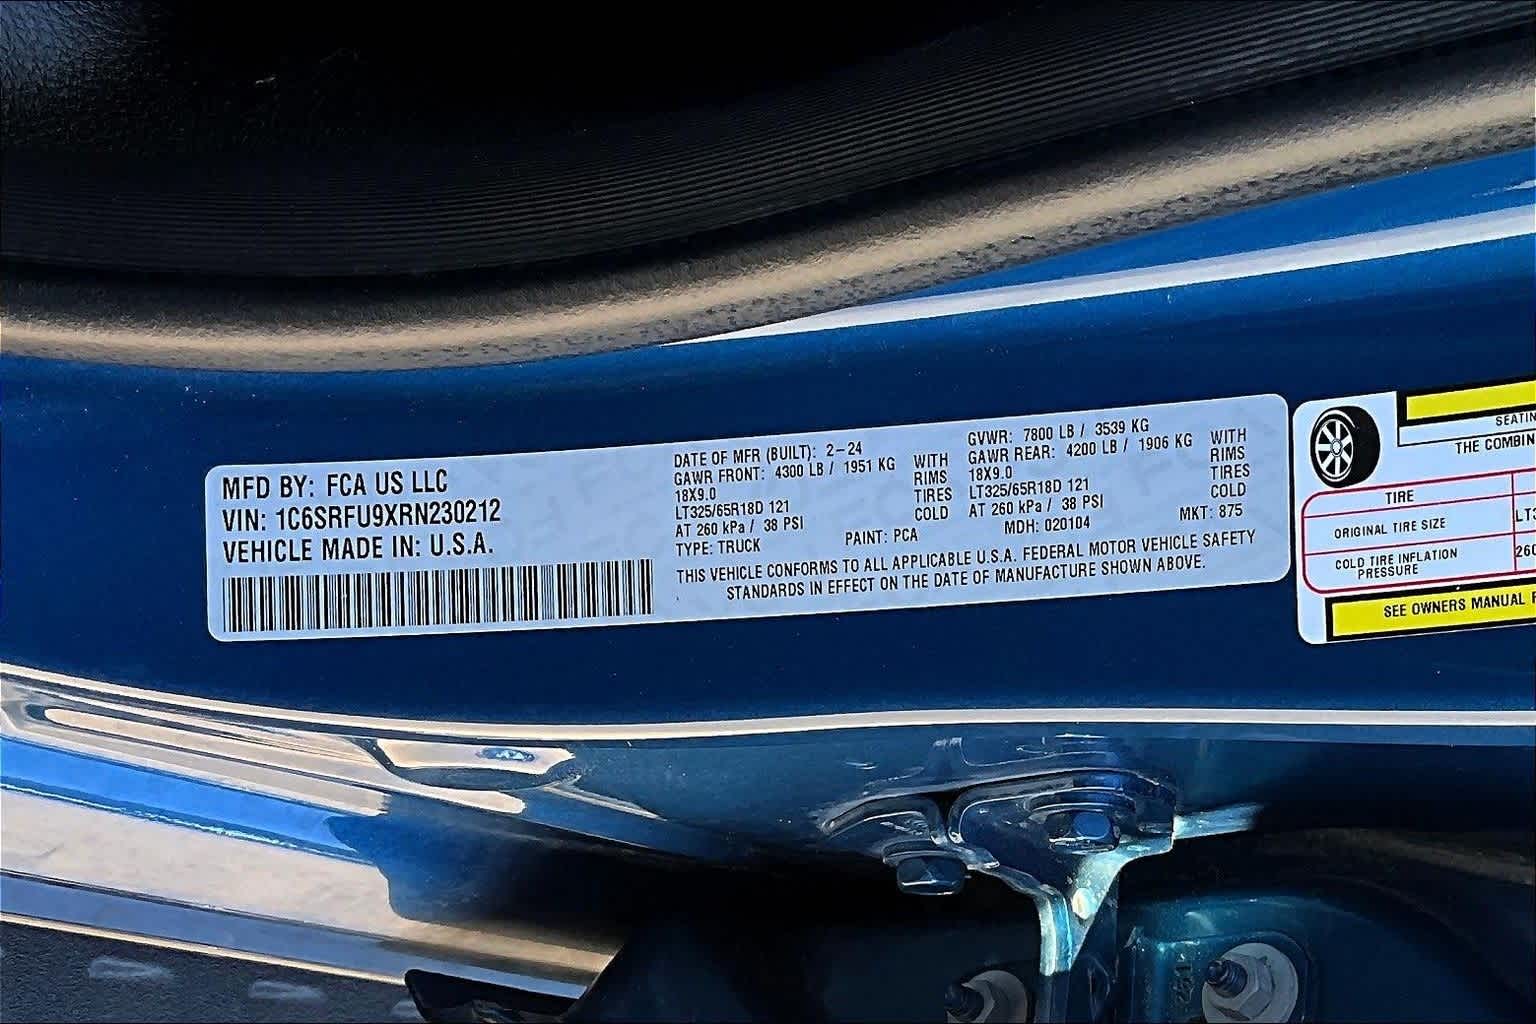 MFD BY: FCA US LLC
VIN: 1C6SRFU9XRN230212
VEHICLE MADE IN: U.S.A.
DATE OF MFR (BUILT): 2-24
GAWR FRONT: 4300 LB / 1951 KG WITH
18X9.0 RIMS
LT325/65R18D 121 TIRES
AT 260 kPa / 38 PSI COLD
TYPE: TRUCK PAINT: PCA
GVWR: 7800 LB / 3539 KG
GAWR REAR: 4200 LB / 1906 KG WITH
18X9.0 RIMS
LT325/65R18D 121 TIRES
AT 260 kPa / 38 PSI COLD
MDH: 020104 MKT: 875
THIS VEHICLE CONFORMS TO ALL APPLICABLE U.S.A. FEDERAL MOTOR VEHICLE SAFETY
STANDARDS IN EFFECT ON THE DATE OF MANUFACTURE SHOWN ABOVE.
THE
TIRE
ORIGINAL TIRE SIZE
COLD TIRE INFLATION
PRESSURE
SEE OWNERS MANUAL
251